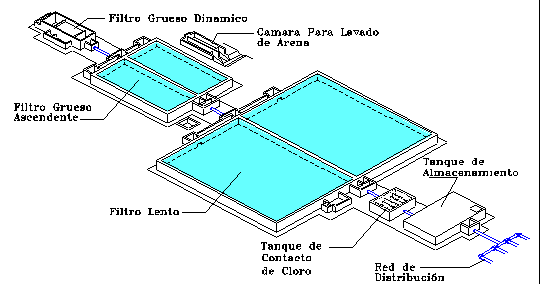 Filtro Grueso Dinamico
Camara Para Lavado
de Arena
Filtro Grueso
Ascendente
Tanque de
Almacenamiento
Filtro Lento
Tanque de
Contacto
de Cloro
Red de
Distribución